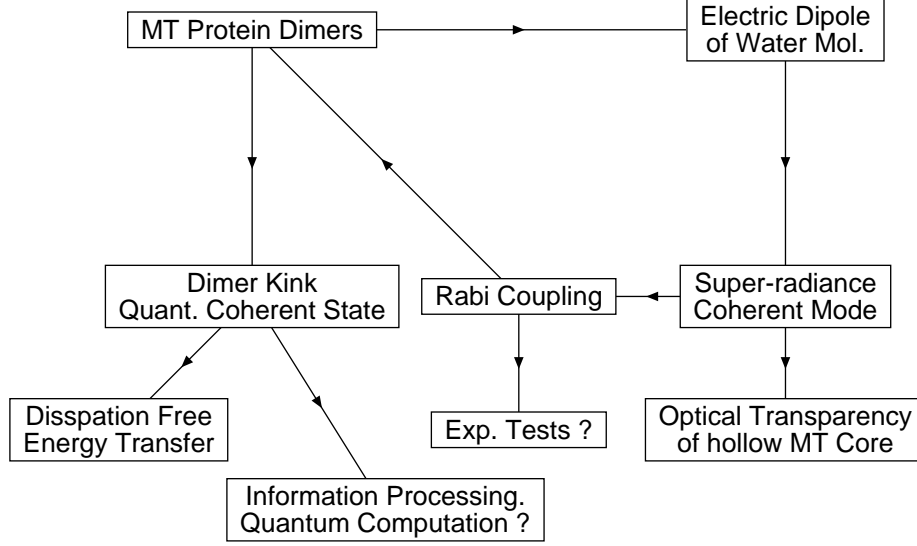 MT Protein Dimers
Electric Dipole
of Water Mol.
Dimer Kink
Quant. Coherent State
Rabi Coupling
Super-radiance
Coherent Mode
Disspation Free
Energy Transfer
Exp. Tests ?
Optical Transparency
of hollow MT Core
Information Processing.
Quantum Computation ?